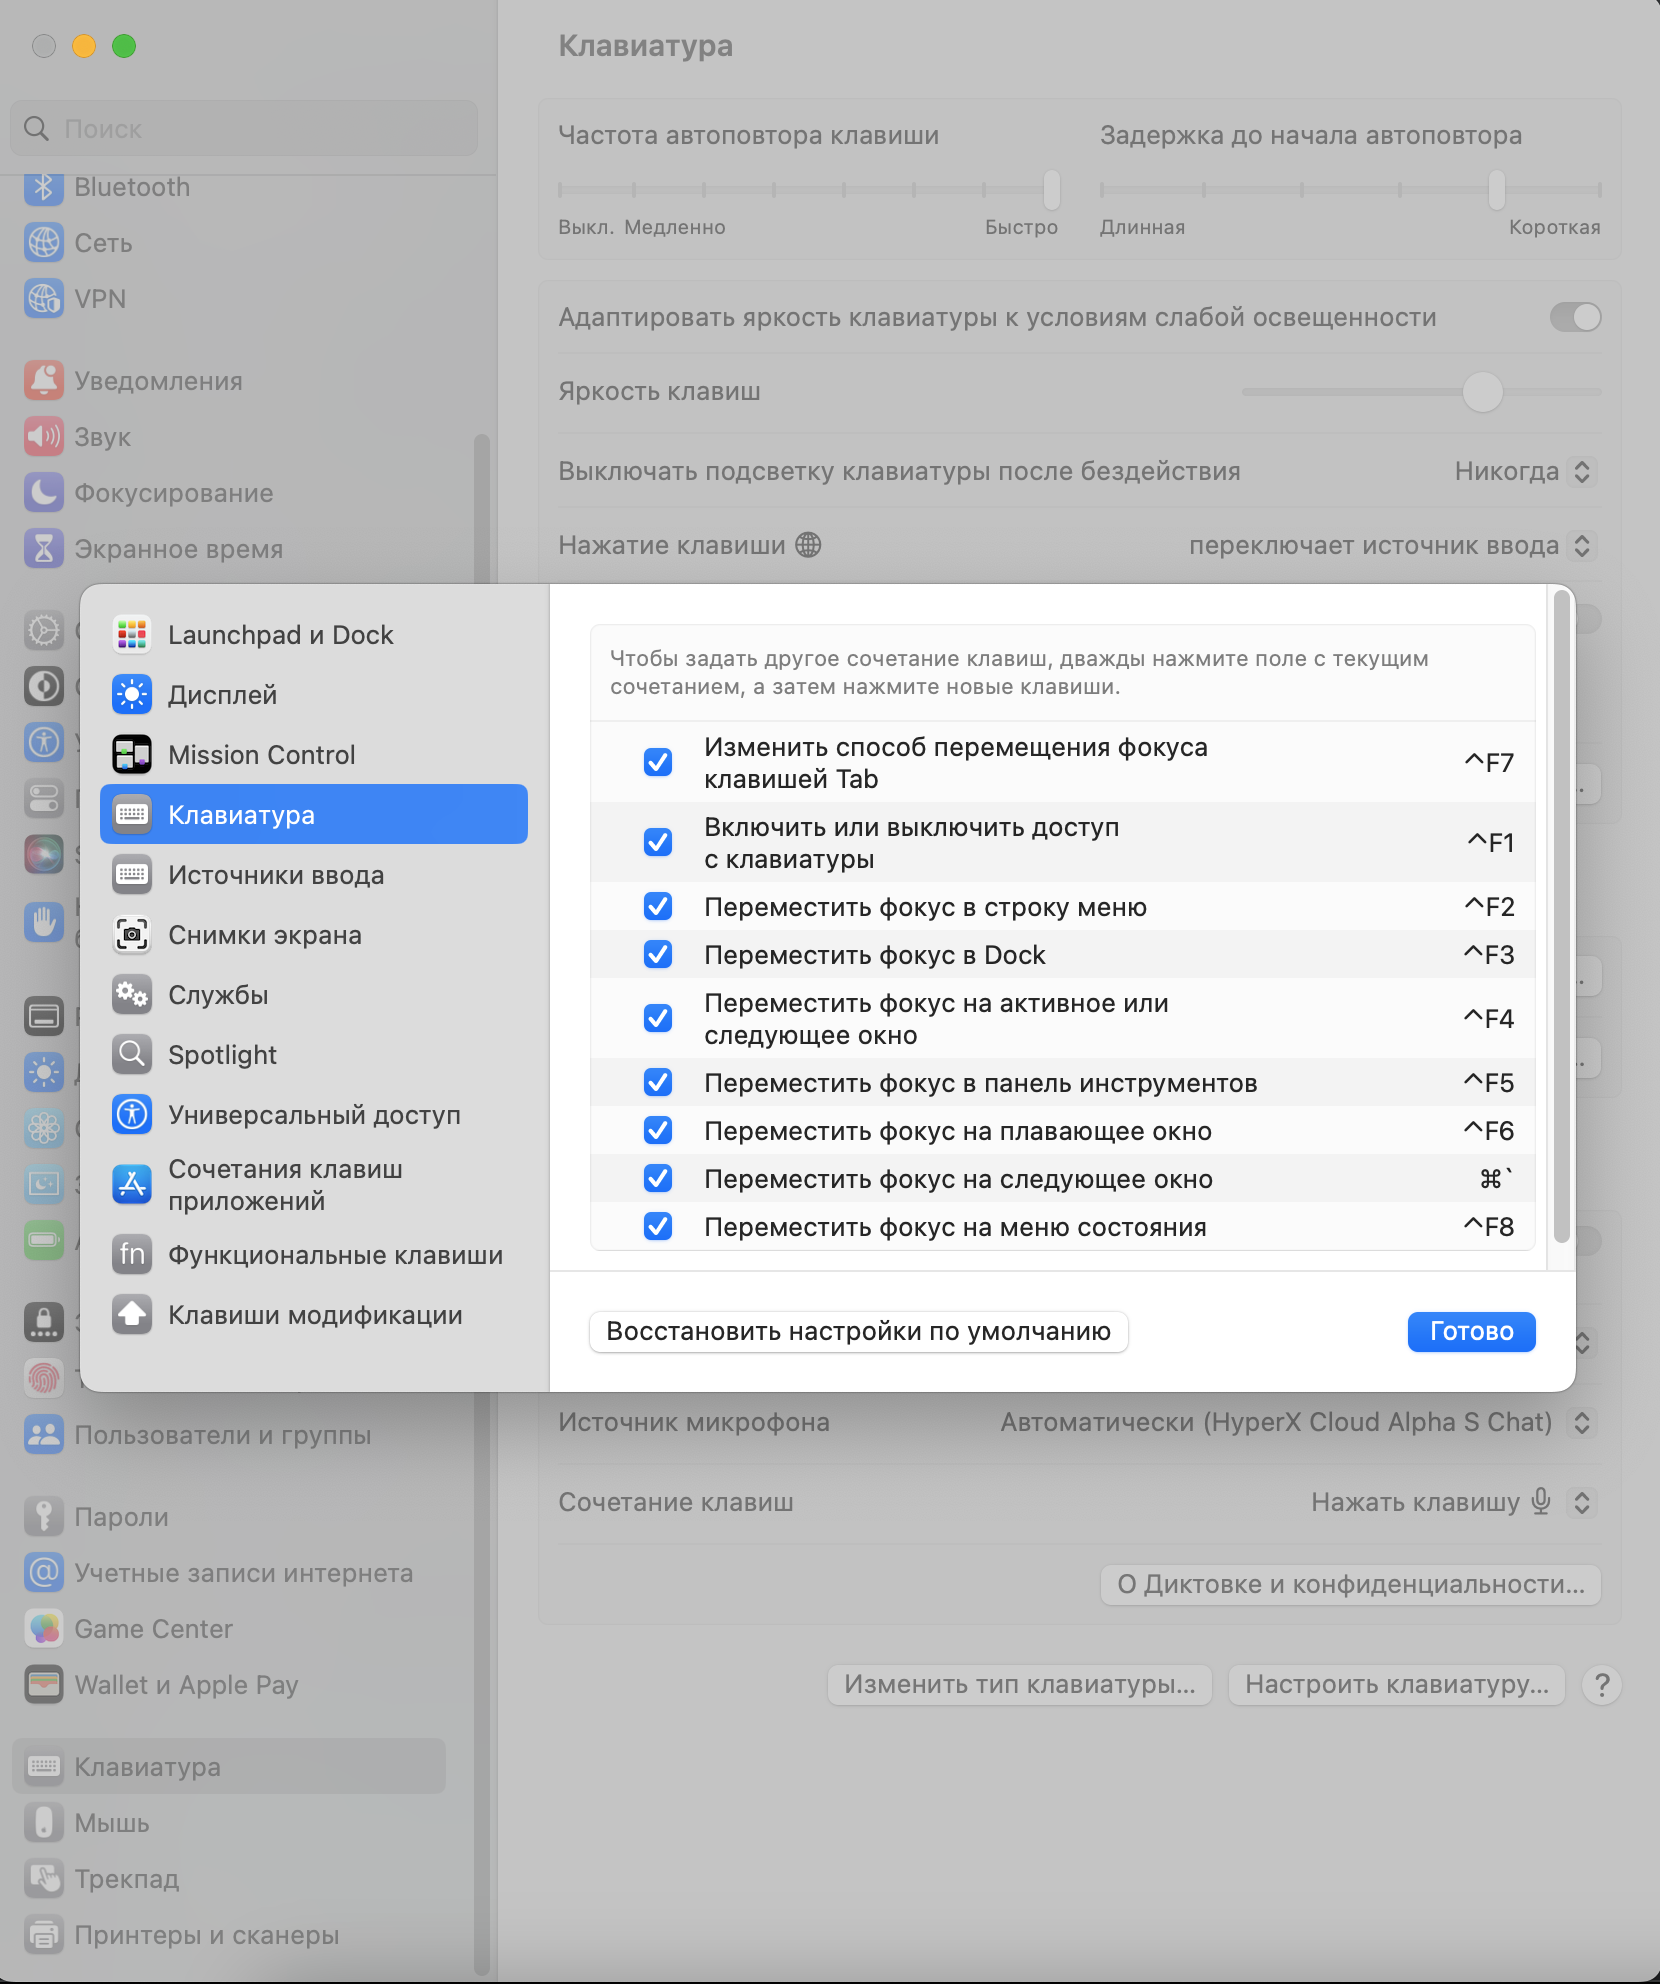 Клавиатура
Поиск
Bluetooth
Сеть
VPN
Уведомления
Звук
Фокусирование
Экранное время
Пользователи и группы
Пароли
Учетные записи интернета
Game Center
Wallet и Apple Pay
Клавиатура
Мышь
Трекпад
Принтеры и сканеры
Частота автоповтора клавиши
Задержка до начала автоповтора
Выкл. Медленно Быстро
Длинная Короткая
Адаптировать яркость клавиатуры к условиям слабой освещенности
Яркость клавиш
Выключать подсветку клавиатуры после бездействия Никогда
Нажатие клавиши переключает источник ввода
Launchpad и Dock
Дисплей
Mission Control
Клавиатура
Источники ввода
Снимки экрана
Службы
Spotlight
Универсальный доступ
Сочетания клавиш
приложений
fn Функциональные клавиши
Клавиши модификации
Чтобы задать другое сочетание клавиш, дважды нажмите поле с текущим
сочетанием, а затем нажмите новые клавиши.
Изменить способ перемещения фокуса
клавишей Tab ^F7
Включить или выключить доступ
с клавиатуры ^F1
Переместить фокус в строку меню ^F2
Переместить фокус в Dock ^F3
Переместить фокус на активное или
следующее окно ^F4
Переместить фокус в панель инструментов ^F5
Переместить фокус на плавающее окно ^F6
Переместить фокус на следующее окно ⌘`
Переместить фокус на меню состояния ^F8
Восстановить настройки по умолчанию
Готово
Источник микрофона Автоматически (HyperX Cloud Alpha S Chat)
Сочетание клавиш Нажать клавишу
О Диктовке и конфиденциальности...
Изменить тип клавиатуры...
Настроить клавиатуру...
?